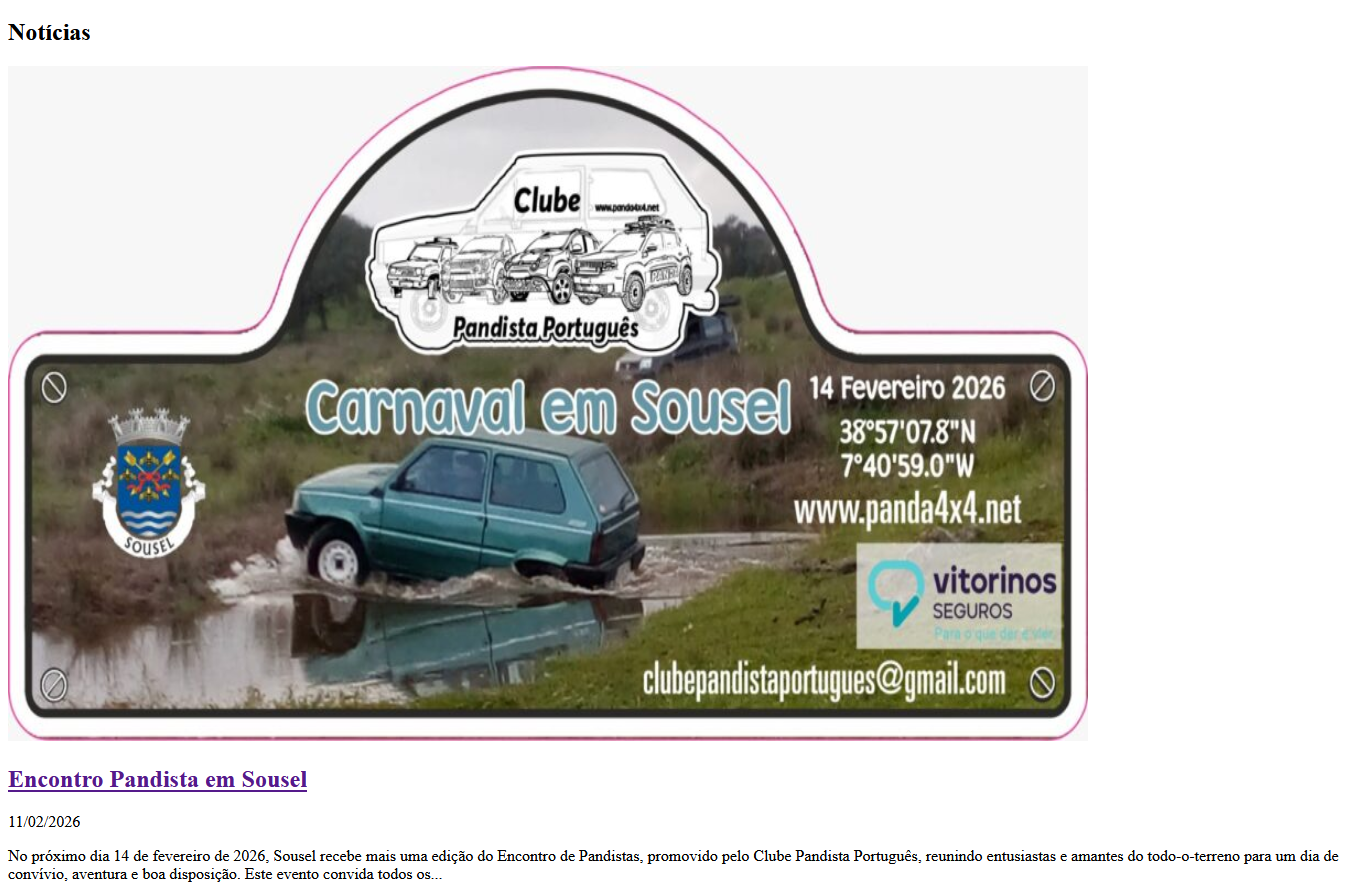 Notícias
Clube
www.panda4x4.net
Pandista Português
Carnaval em Sousel
14 Fevereiro 2026
38°57'07.8"N
7°40'59.0"W
www.panda4x4.net
SOUSEL
vitorinos
SEGUROS
Para o que der e vier.
clubepandistaportugues@gmail.com
Encontro Pandista em Sousel
11/02/2026
No próximo dia 14 de fevereiro de 2026, Sousel recebe mais uma edição do Encontro de Pandistas, promovido pelo Clube Pandista Português, reunindo entusiastas e amantes do todo-o-terreno para um dia de
convívio, aventura e boa disposição. Este evento convida todos os...